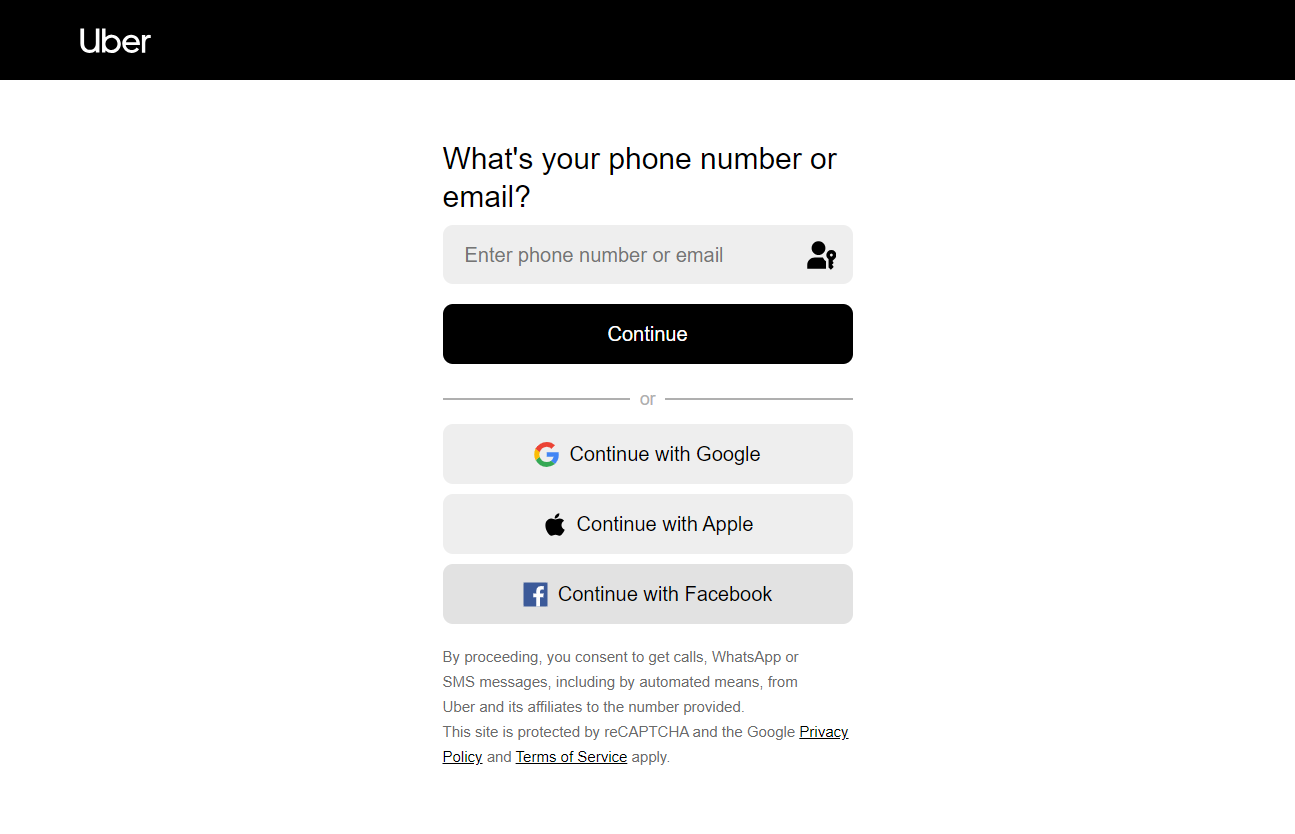 Uber
What's your phone number or
email?
Enter phone number or email
Continue
or
Continue with Google
Continue with Apple
Continue with Facebook
By proceeding, you consent to get calls, WhatsApp or
SMS messages, including by automated means, from
Uber and its affiliates to the number provided.
This site is protected by reCAPTCHA and the Google Privacy
Policy and Terms of Service apply.